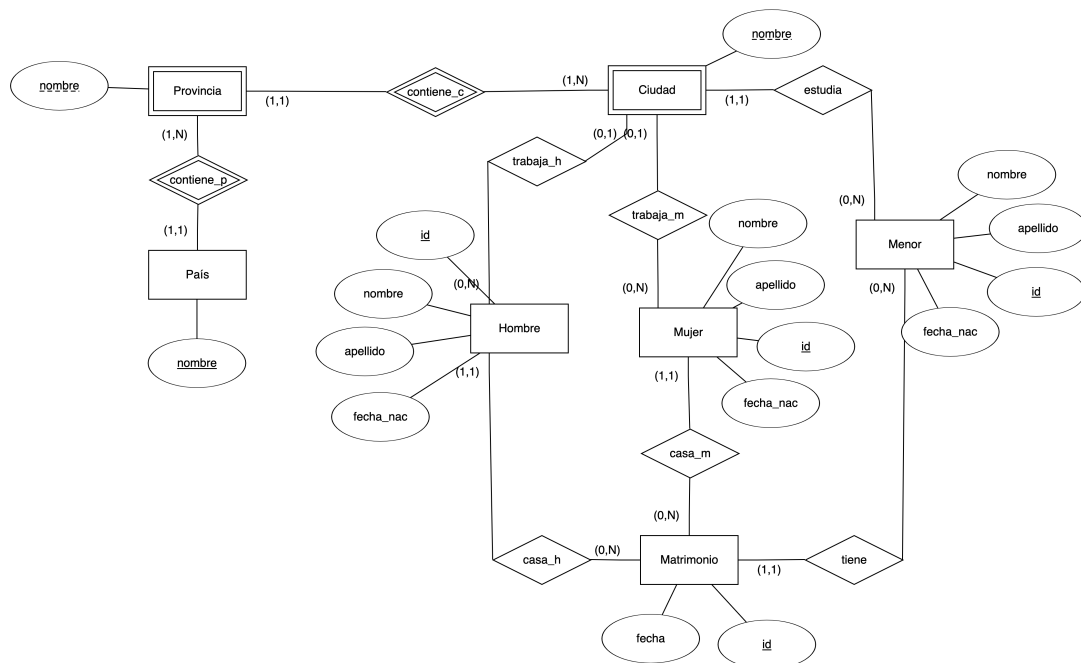 nombre
nombre
Provincia
contiene_c
Ciudad
estudia
(1,1)
(1,N)
(1,1)
(1,N)
(0,1)
(0,1)
trabaja_h
contiene_p
nombre
(0,N)
trabaja_m
nombre
apellido
(1,1)
id
Menor
País
apellido
(0,N)
(0,N)
(0,N)
id
nombre
Hombre
Mujer
fecha_nac
id
apellido
nombre
(1,1)
(1,1)
fecha_nac
fecha_nac
casa_m
(0,N)
casa_h
(0,N)
Matrimonio
(1,1)
tiene
fecha
id